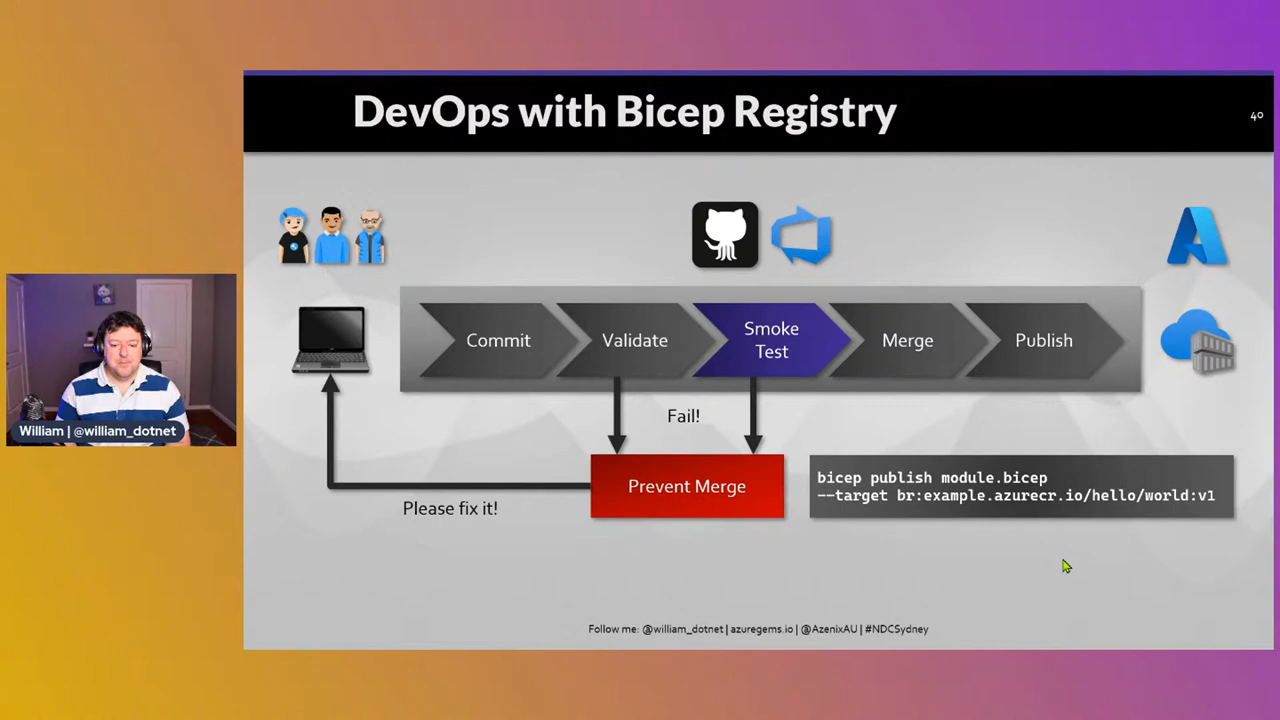 DevOps with Bicep Registry
40
Commit
Validate
Smoke
Test
Merge
Publish
Fail!
Prevent Merge
Please fix it!
bicep publish module.bicep
--target br:example.azurecr.io/hello/world:v1
William | @william_dotnet
Follow me: @william_dotnet | azuregems.io | @AzenixAU | #NDCSydney